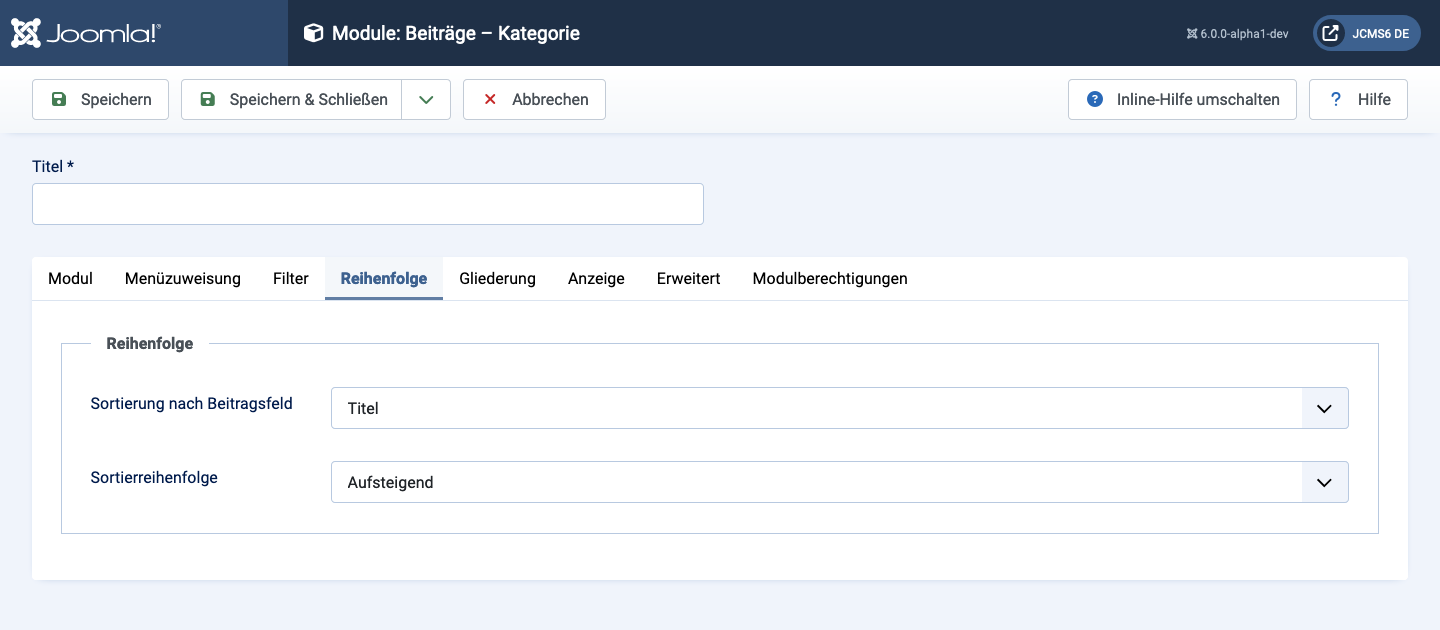 Joomla!®
Module: Beiträge – Kategorie
6.0.0-alpha1-dev
JCMS6 DE
Speichern
Speichern & Schließen
Abbrechen
Inline-Hilfe umschalten
? Hilfe
Titel *
Modul Menüzuweisung Filter Reihenfolge Gliederung Anzeige Erweitert Modulberechtigungen
Reihenfolge
Sortierung nach Beitragsfeld
Titel
Sortierreihenfolge
Aufsteigend